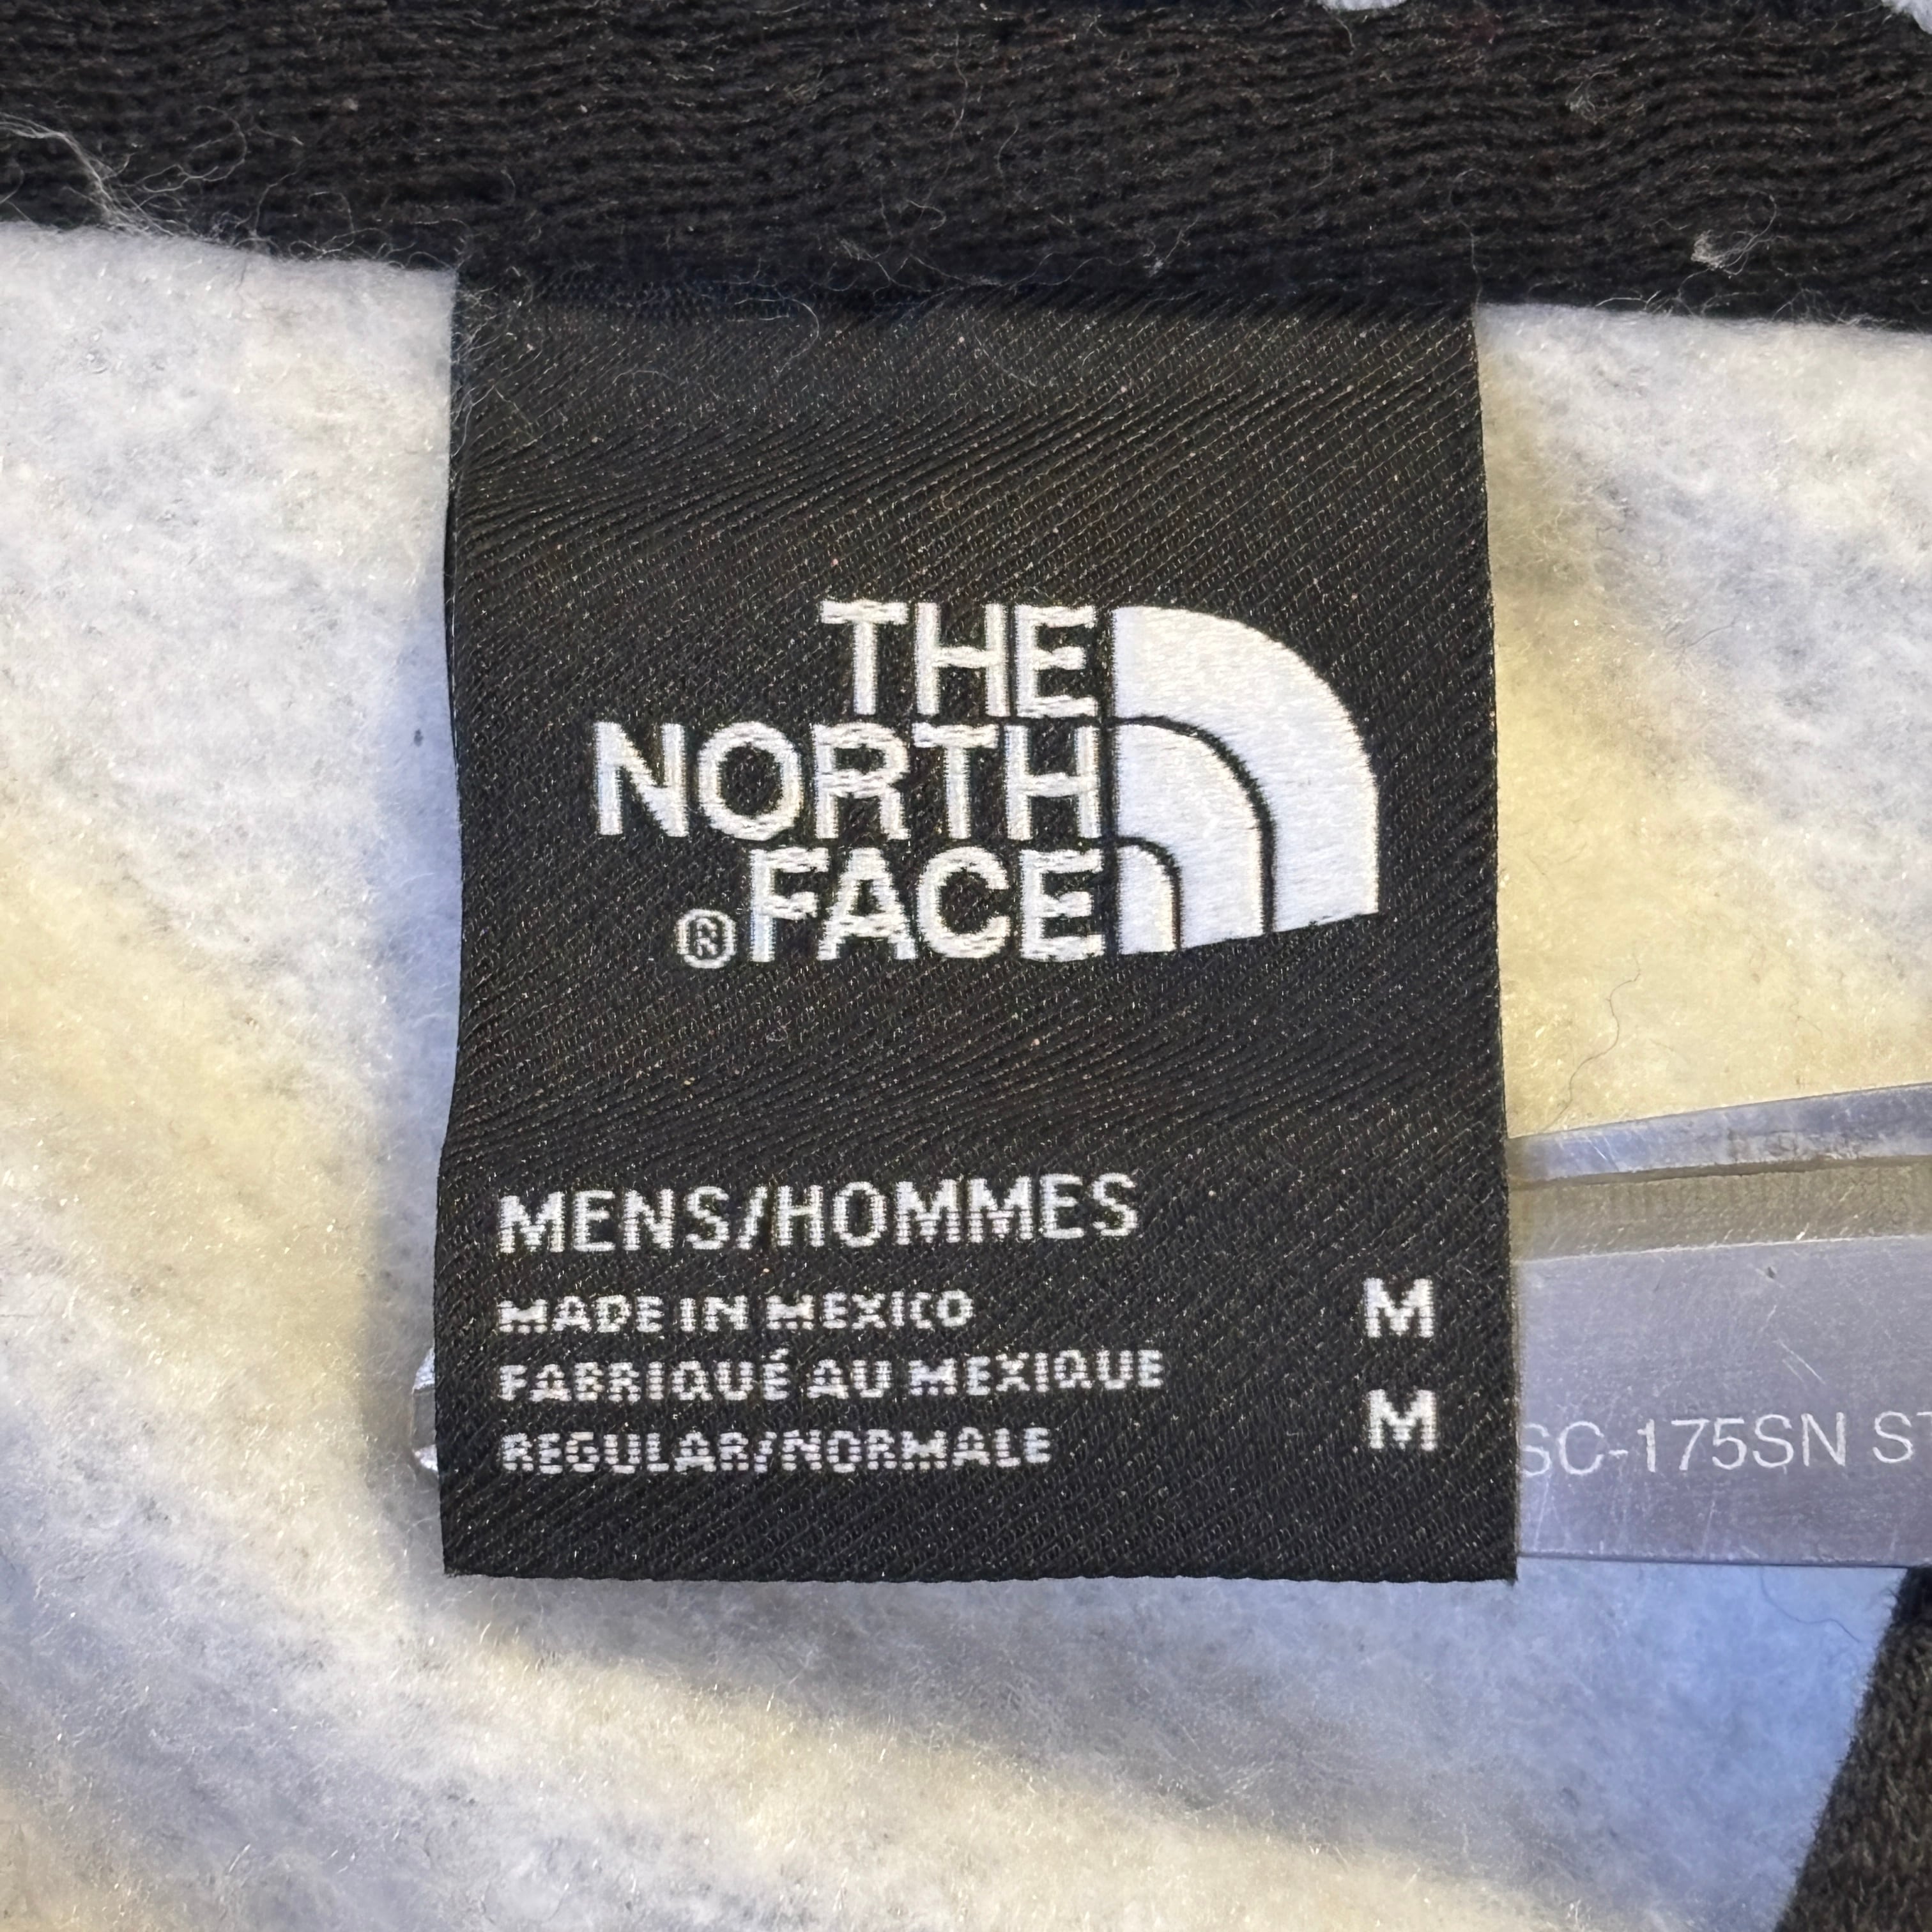 THE
NORTH
®FACE
MENS/HOMMES
MADE IN MEXICO M
FABRIQUÉ AU MEXIQUE
M
REGULAR/NORMALE
SC-175SN